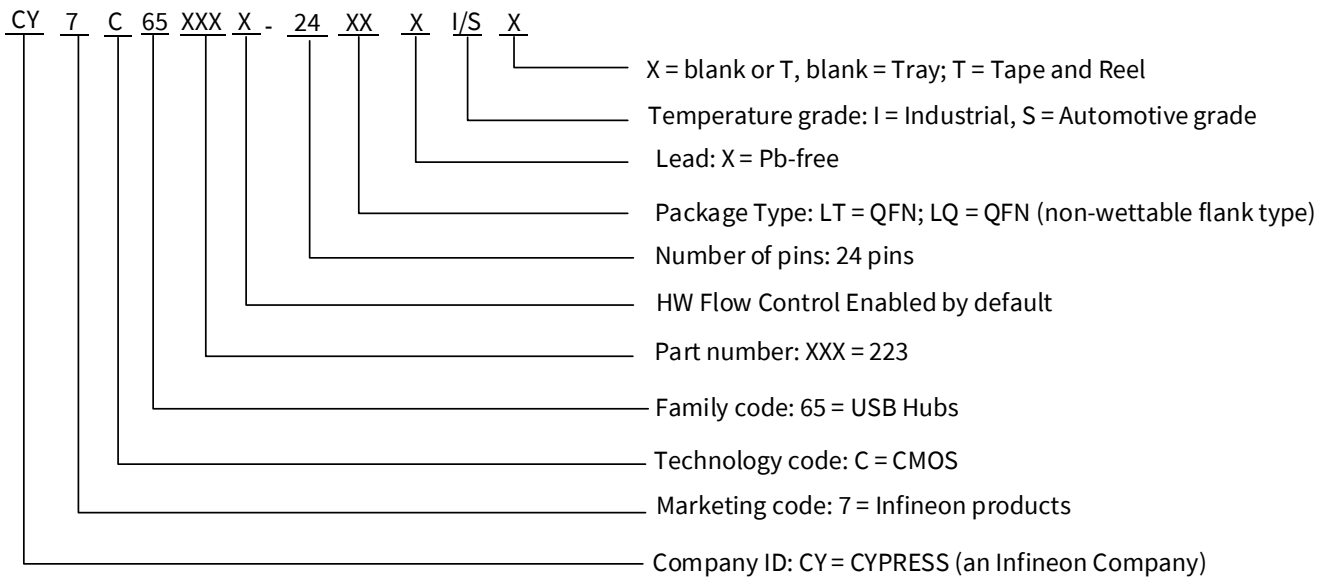 CY 7 C 65 XXX X - 24 XX X I/S X
X = blank or T, blank = Tray; T = Tape and Reel
Temperature grade: I = Industrial, S = Automotive grade
Lead: X = Pb-free
Package Type: LT = QFN; LQ = QFN (non-wettable flank type)
Number of pins: 24 pins
HW Flow Control Enabled by default
Part number: XXX = 223
Family code: 65 = USB Hubs
Technology code: C = CMOS
Marketing code: 7 = Infineon products
Company ID: CY = CYPRESS (an Infineon Company)